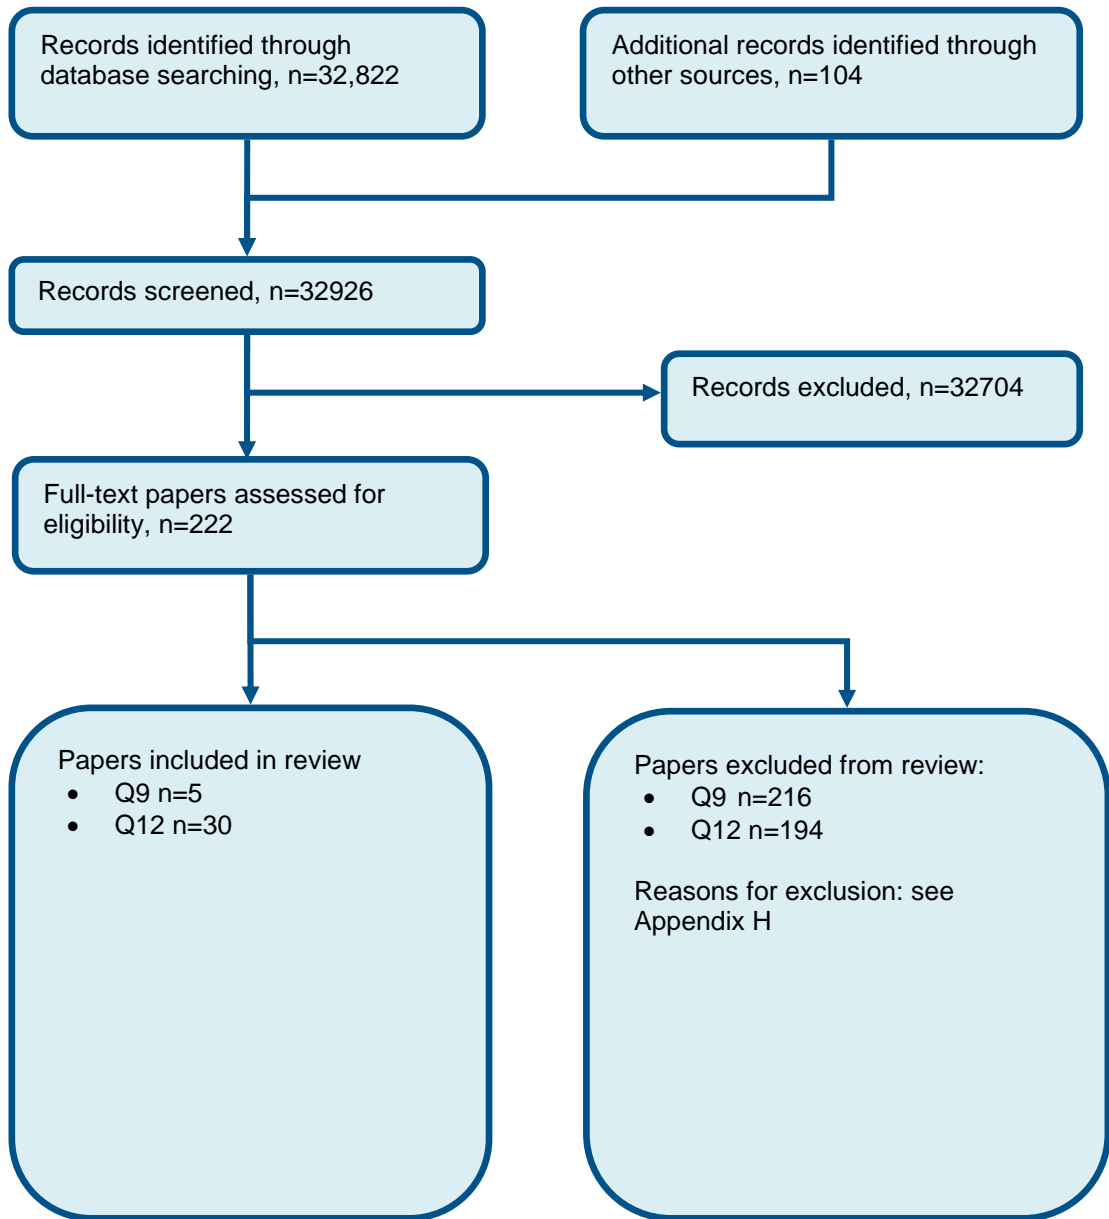 Records identified through
database searching, n=32,822
Additional records identified through
other sources, n=104
Records screened, n=32926
Records excluded, n=32704
Full-text papers assessed for
eligibility, n=222
Papers included in review
• Q9 n=5
• Q12 n=30
Papers excluded from review:
• Q9 n=216
• Q12 n=194
Reasons for exclusion: see
Appendix H